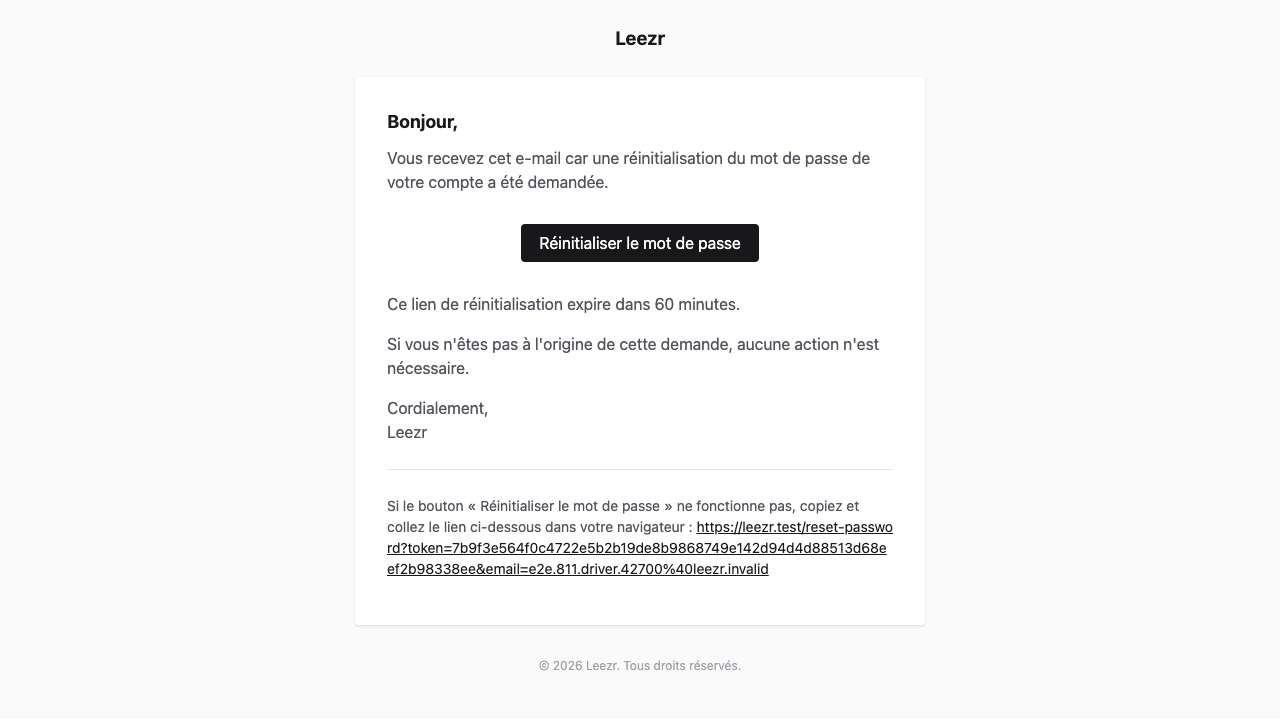 Leezr
Bonjour,
Vous recevez cet e-mail car une réinitialisation du mot de passe de
votre compte a été demandée.
Réinitialiser le mot de passe
Ce lien de réinitialisation expire dans 60 minutes.
Si vous n'êtes pas à l'origine de cette demande, aucune action n'est
nécessaire.
Cordialement,
Leezr
Si le bouton « Réinitialiser le mot de passe » ne fonctionne pas, copiez et
collez le lien ci-dessous dans votre navigateur : https://leezr.test/reset-passwo
rd?token=7b9f3e564f0c4722e5b2b19de8b9868749e142d94d4d88513d68e
ef2b98338ee&email=e2e.811.driver.42700%40leezr.invalid
© 2026 Leezr. Tous droits réservés.